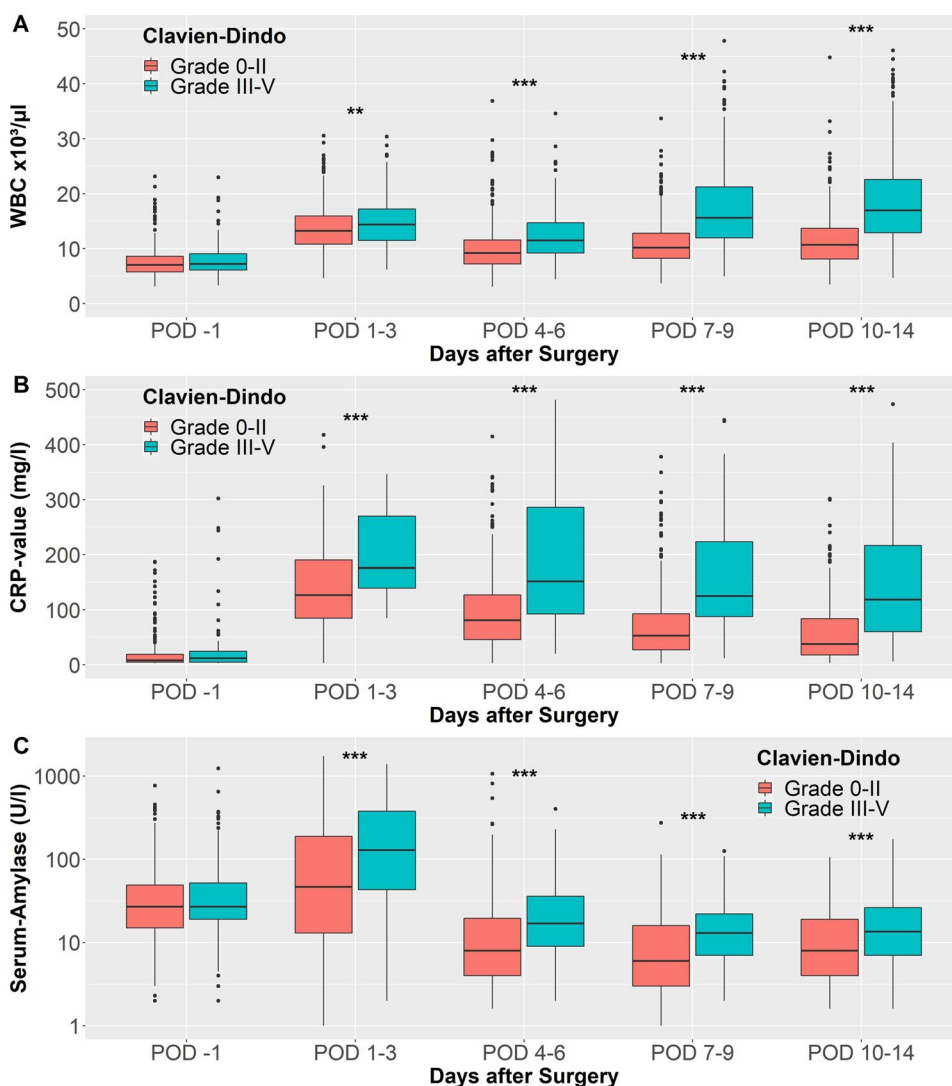 A
WBC x10³/µl
50
40
30
20
10
0
Clavien-Dindo
Grade 0-II
Grade III-V
**
***
***
***
POD -1 POD 1-3 POD 4-6 POD 7-9 POD 10-14
Days after Surgery
B
CRP-value (mg/l)
500
400
300
200
100
0
Clavien-Dindo
Grade 0-II
Grade III-V
***
***
***
***
POD -1 POD 1-3 POD 4-6 POD 7-9 POD 10-14
Days after Surgery
C
Serum-Amylase (U/l)
1000
100
10
1
Clavien-Dindo
Grade 0-II
Grade III-V
***
***
***
***
POD -1 POD 1-3 POD 4-6 POD 7-9 POD 10-14
Days after Surgery